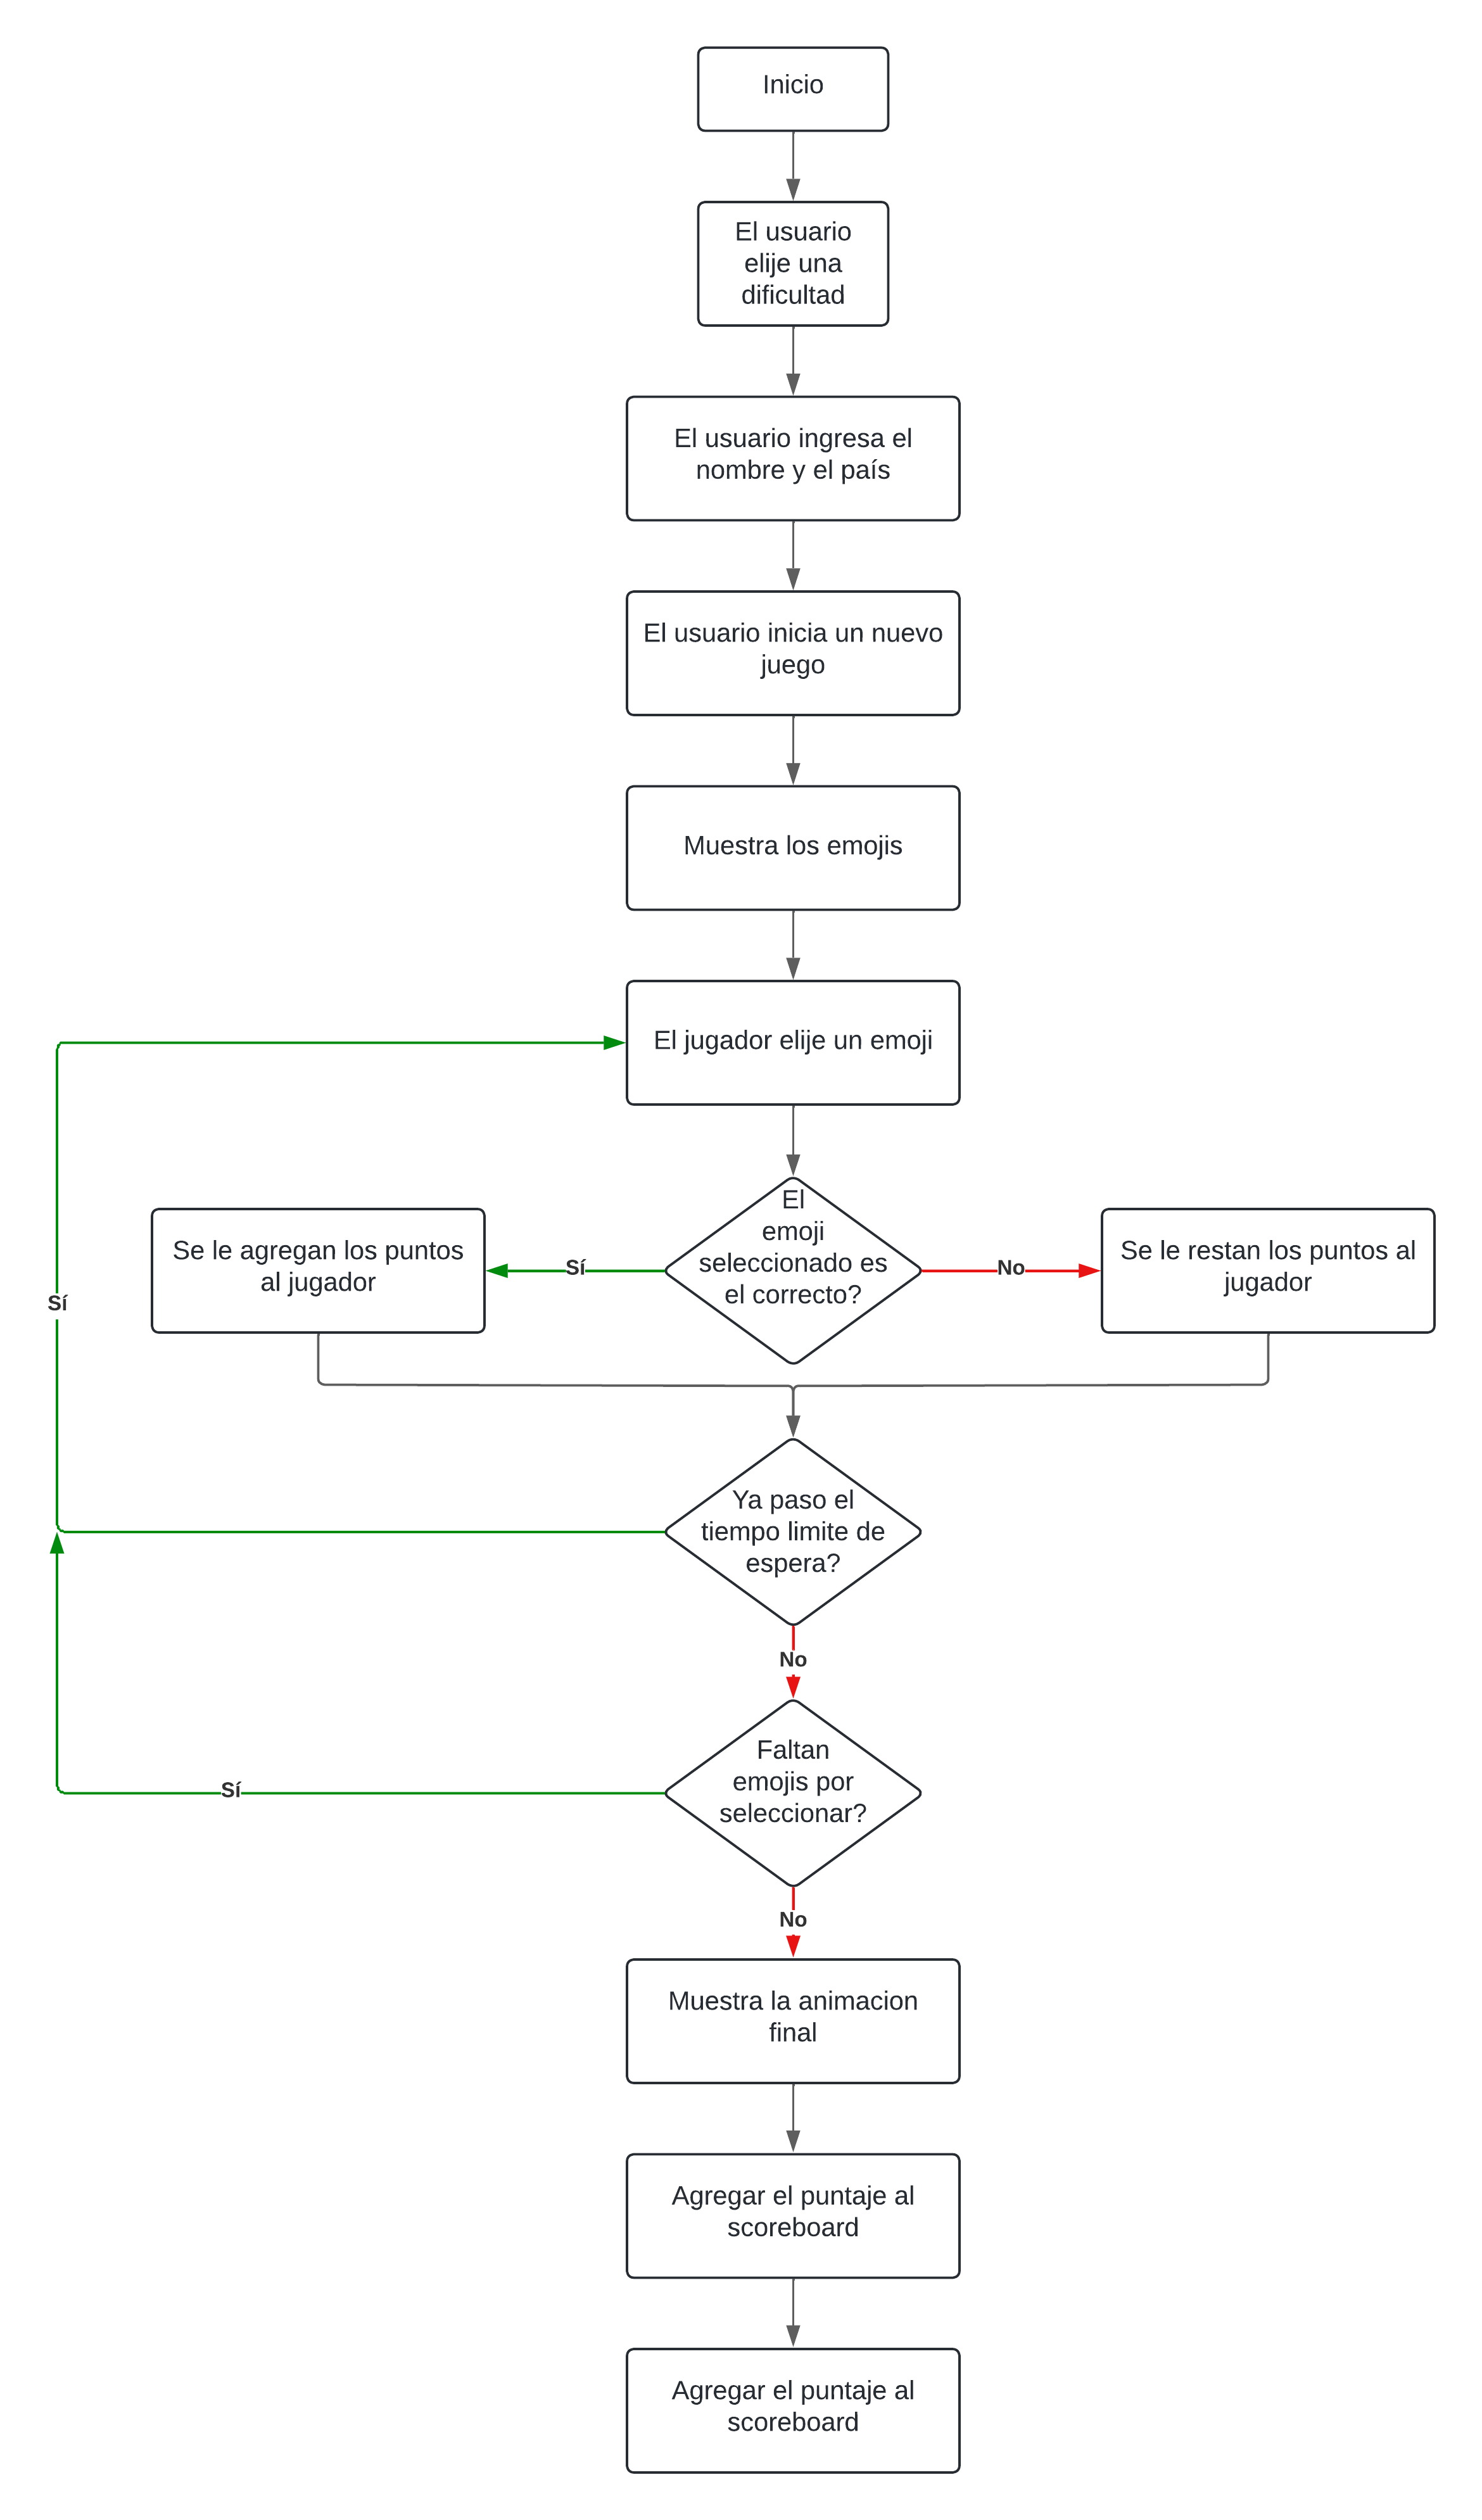 Inicio
El usuario
elije una
dificultad
El usuario ingresa el
nombre y el país
El usuario inicia un nuevo
juego
Muestra los emojis
El jugador elije un emoji
El
emoji
seleccionado es
el correcto?
Sí
No
Se le agregan los puntos
al jugador
Se le restan los puntos al
jugador
Sí
Ya paso el
tiempo limite de
espera?
No
Faltan
emojis por
seleccionar?
Sí
No
Muestra la animacion
final
Agregar el puntaje al
scoreboard
Agregar el puntaje al
scoreboard